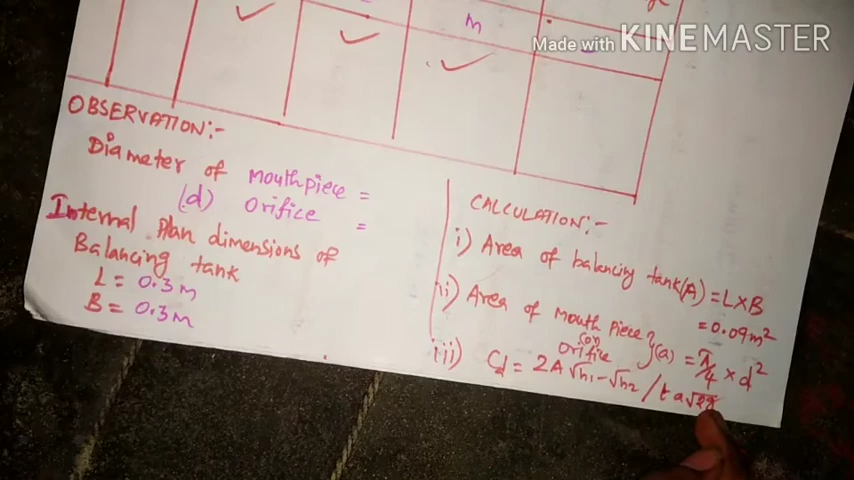 m
Made with KINEMASTER
OBSERVATION:-
Diameter of mouthpiece =
(d) orifice =
Internal plan dimensions of
Balancing tank
L = 0.3 m
B = 0.3 m
CALCULATION:-
i) Area of balancing tank (A) = L x B
= 0.09 m²
ii) Area of mouth piece
(or)
orifice } (a) = π/4 x d²
iii) Cd = 2A √h1 - √h2 / t a √2g